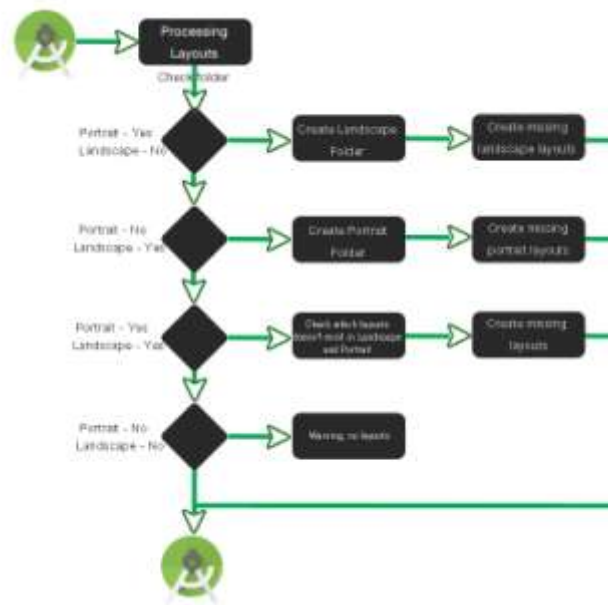 Processing
Layouts
Check folder
Portrait - Yes
Landscape - No
Create Landscape
Folder
Create missing
landscape layouts
Portrait - No
Landscape - Yes
Create Portrait
Folder
Create missing
portrait layouts
Portrait - Yes
Landscape - Yes
Check which layouts
doesn't exist in Landscape
and Portrait
Create missing
layouts
Portrait - No
Landscape - No
Warning, no layouts